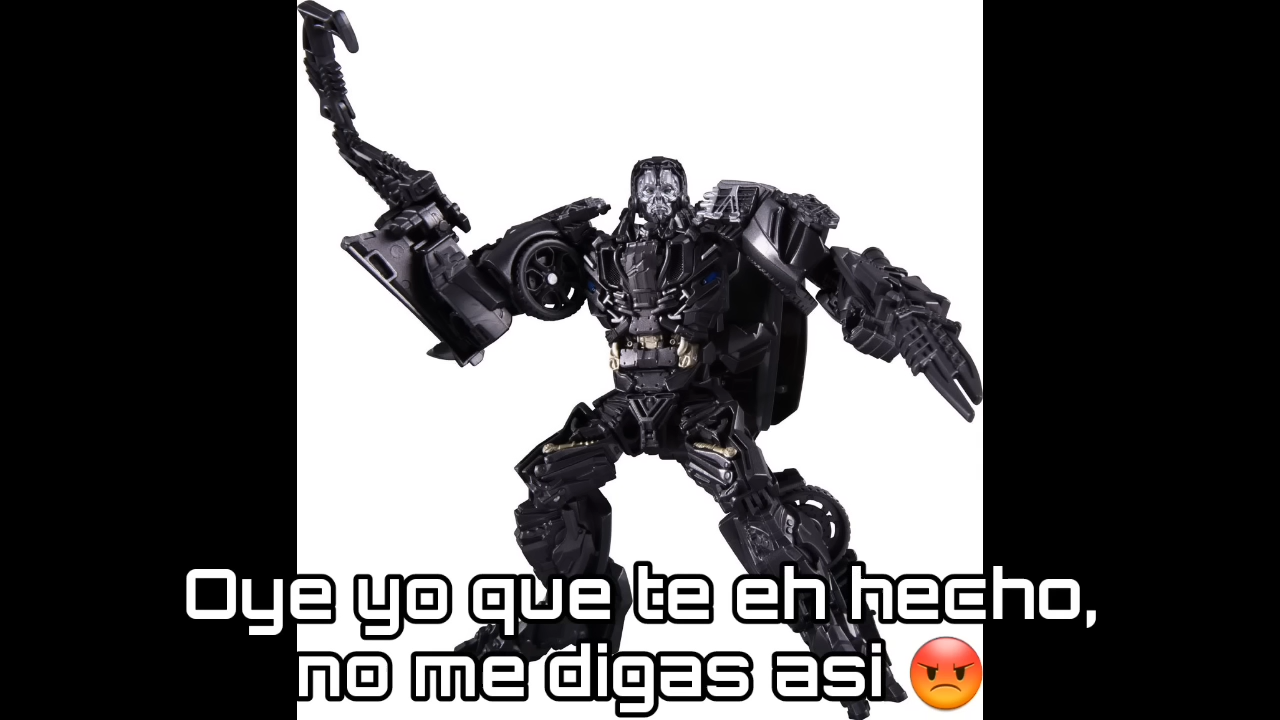 Oye yo que te eh hecho,
no me digas asi 😡